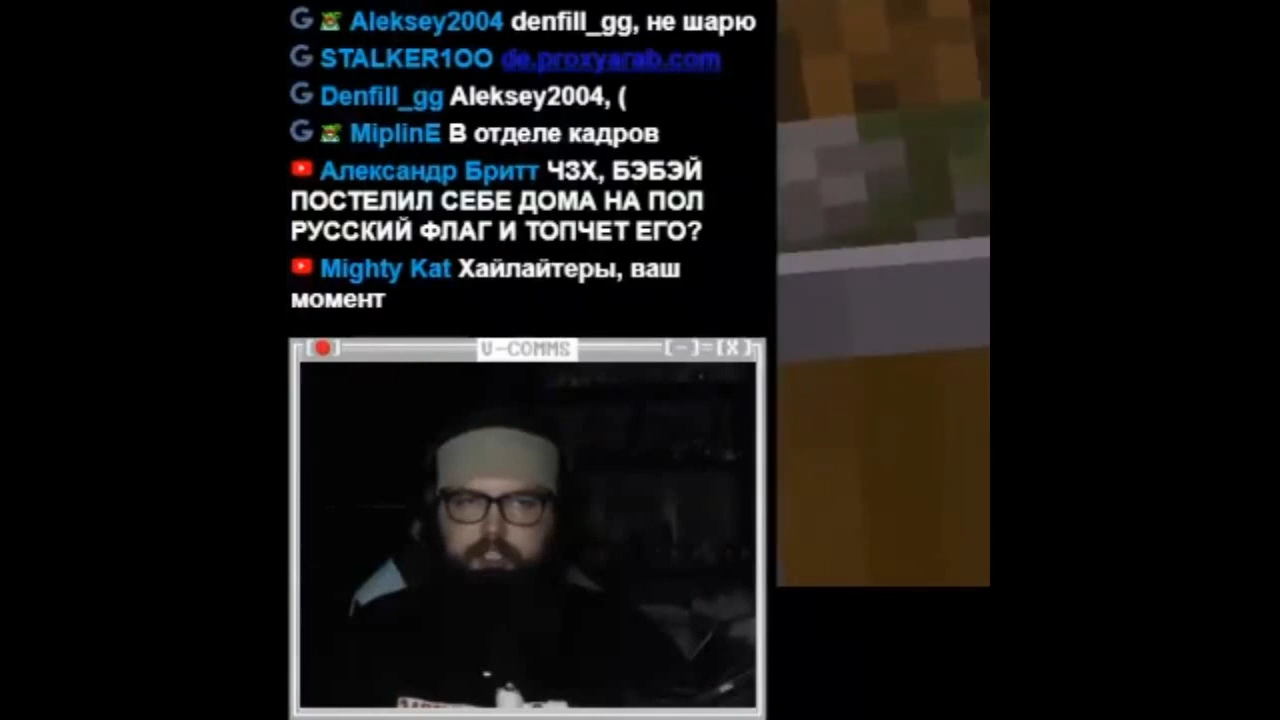 Aleksey2004 denfill_gg, не шарю
STALKER1OO de.proxyarab.com
Denfill_gg Aleksey2004, (
MiplinE В отделе кадров
Александр Бритт ЧЗХ, БЭБЭЙ
ПОСТЕЛИЛ СЕБЕ ДОМА НА ПОЛ
РУССКИЙ ФЛАГ И ТОПЧЕТ ЕГО?
Mighty Kat Хайлайтеры, ваш
момент
U-COMMS [-]=[X]